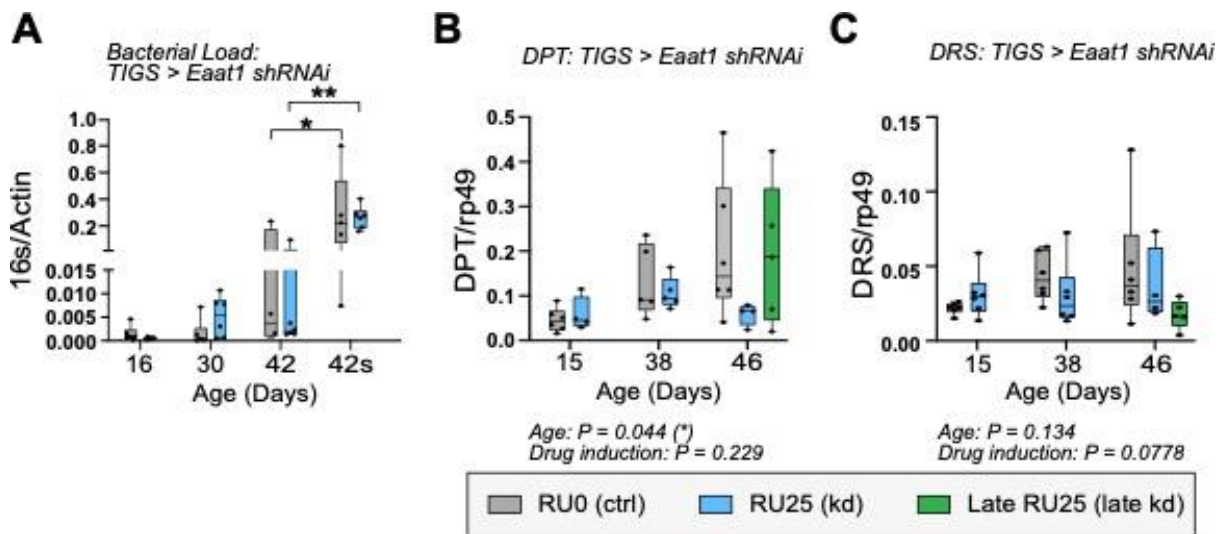 A
Bacterial Load:
TIGS > Eaat1 shRNAi
**
*
1.0
0.8
0.6
0.4
0.2
0.015
0.010
0.005
0.000
16s/Actin
16 30 42 42s
Age (Days)
B
DPT: TIGS > Eaat1 shRNAi
0.5
0.4
0.3
0.2
0.1
0.0
DPT/rp49
15 38 46
Age (Days)
Age: P = 0.044 (*)
Drug induction: P = 0.229
C
DRS: TIGS > Eaat1 shRNAi
0.15
0.10
0.05
0.00
DRS/rp49
15 38 46
Age (Days)
Age: P = 0.134
Drug induction: P = 0.0778
RU0 (ctrl) RU25 (kd) Late RU25 (late kd)